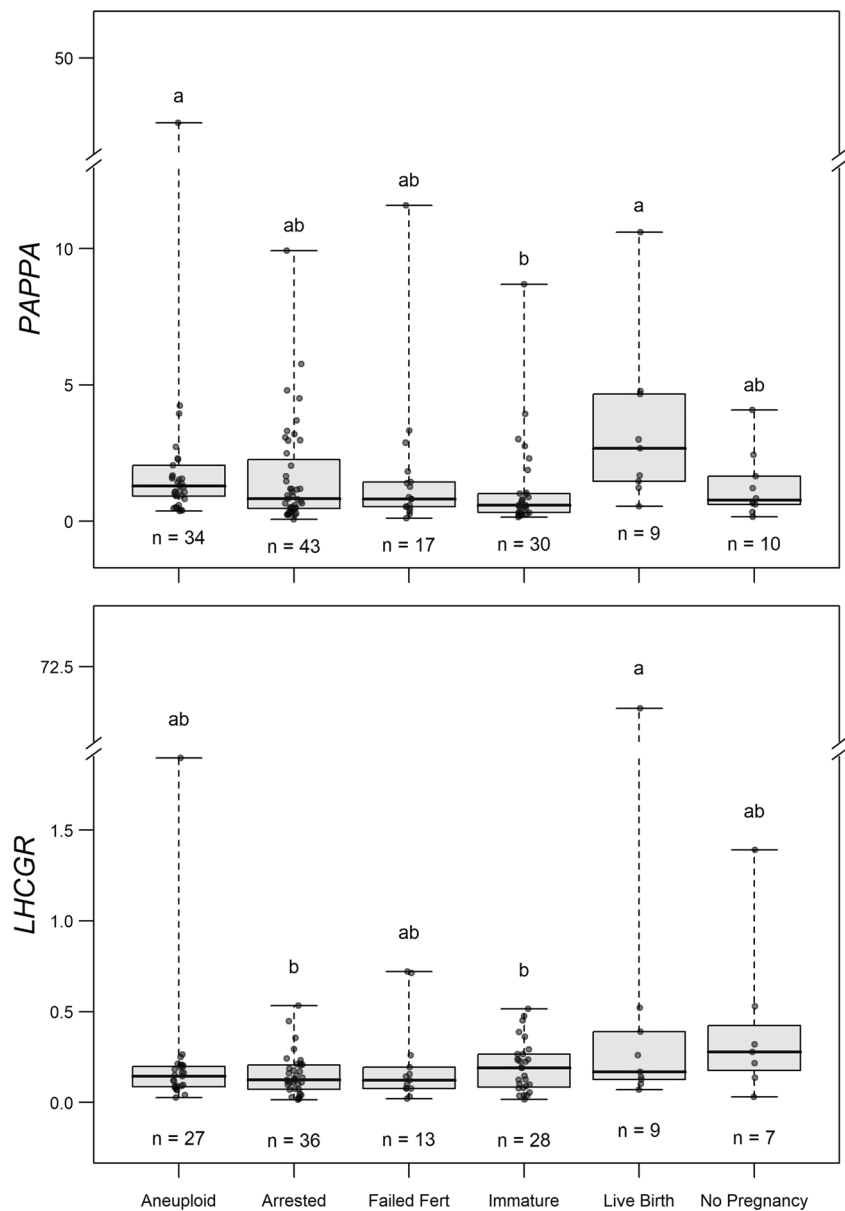 50
a
ab
ab
a
10
b
PAPPA
5
ab
0
n = 34
n = 43
n = 17
n = 30
n = 9
n = 10
72.5
a
ab
ab
1.5
LHCGR
1.0
ab
b
b
0.5
0.0
n = 27
n = 36
n = 13
n = 28
n = 9
n = 7
Aneuploid
Arrested
Failed Fert
Immature
Live Birth
No Pregnancy